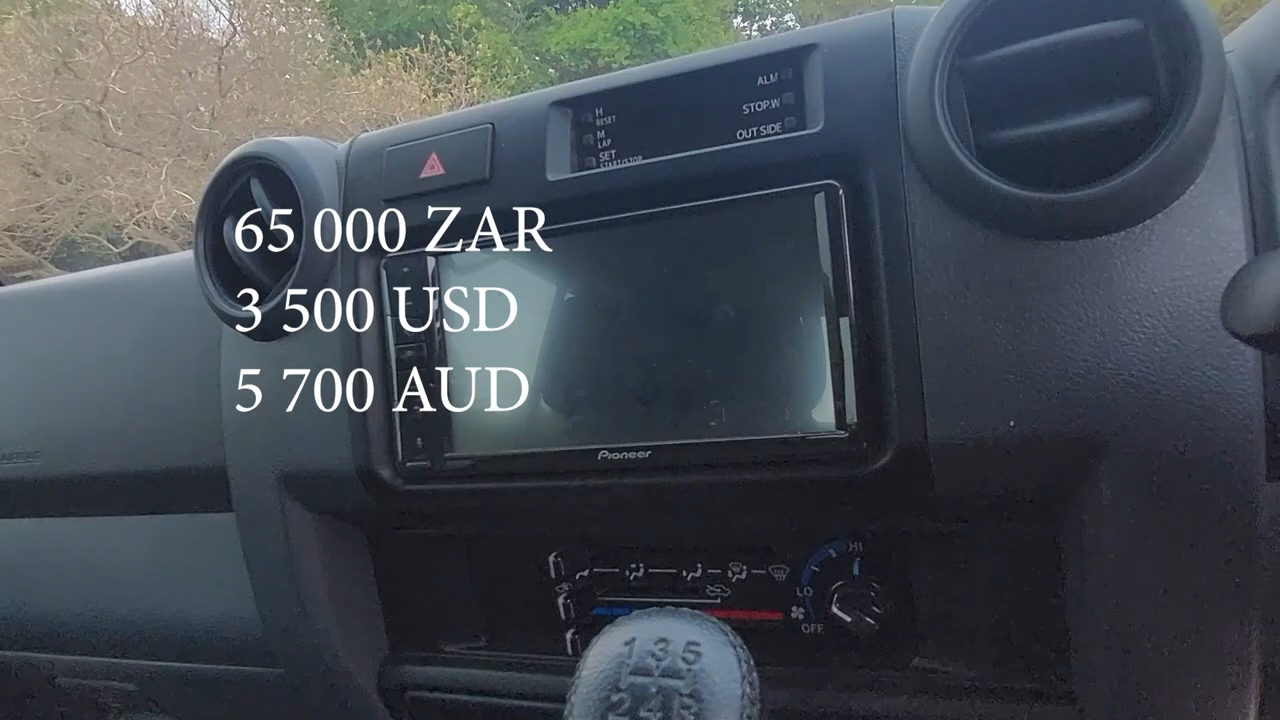 ALM
H
RESET
STOP.W
M
LAP
OUT SIDE
SET
START/STOP
65 000 ZAR
3 500 USD
5 700 AUD
Pioneer
HI
LO
OFF
1 3 5
2 4 R